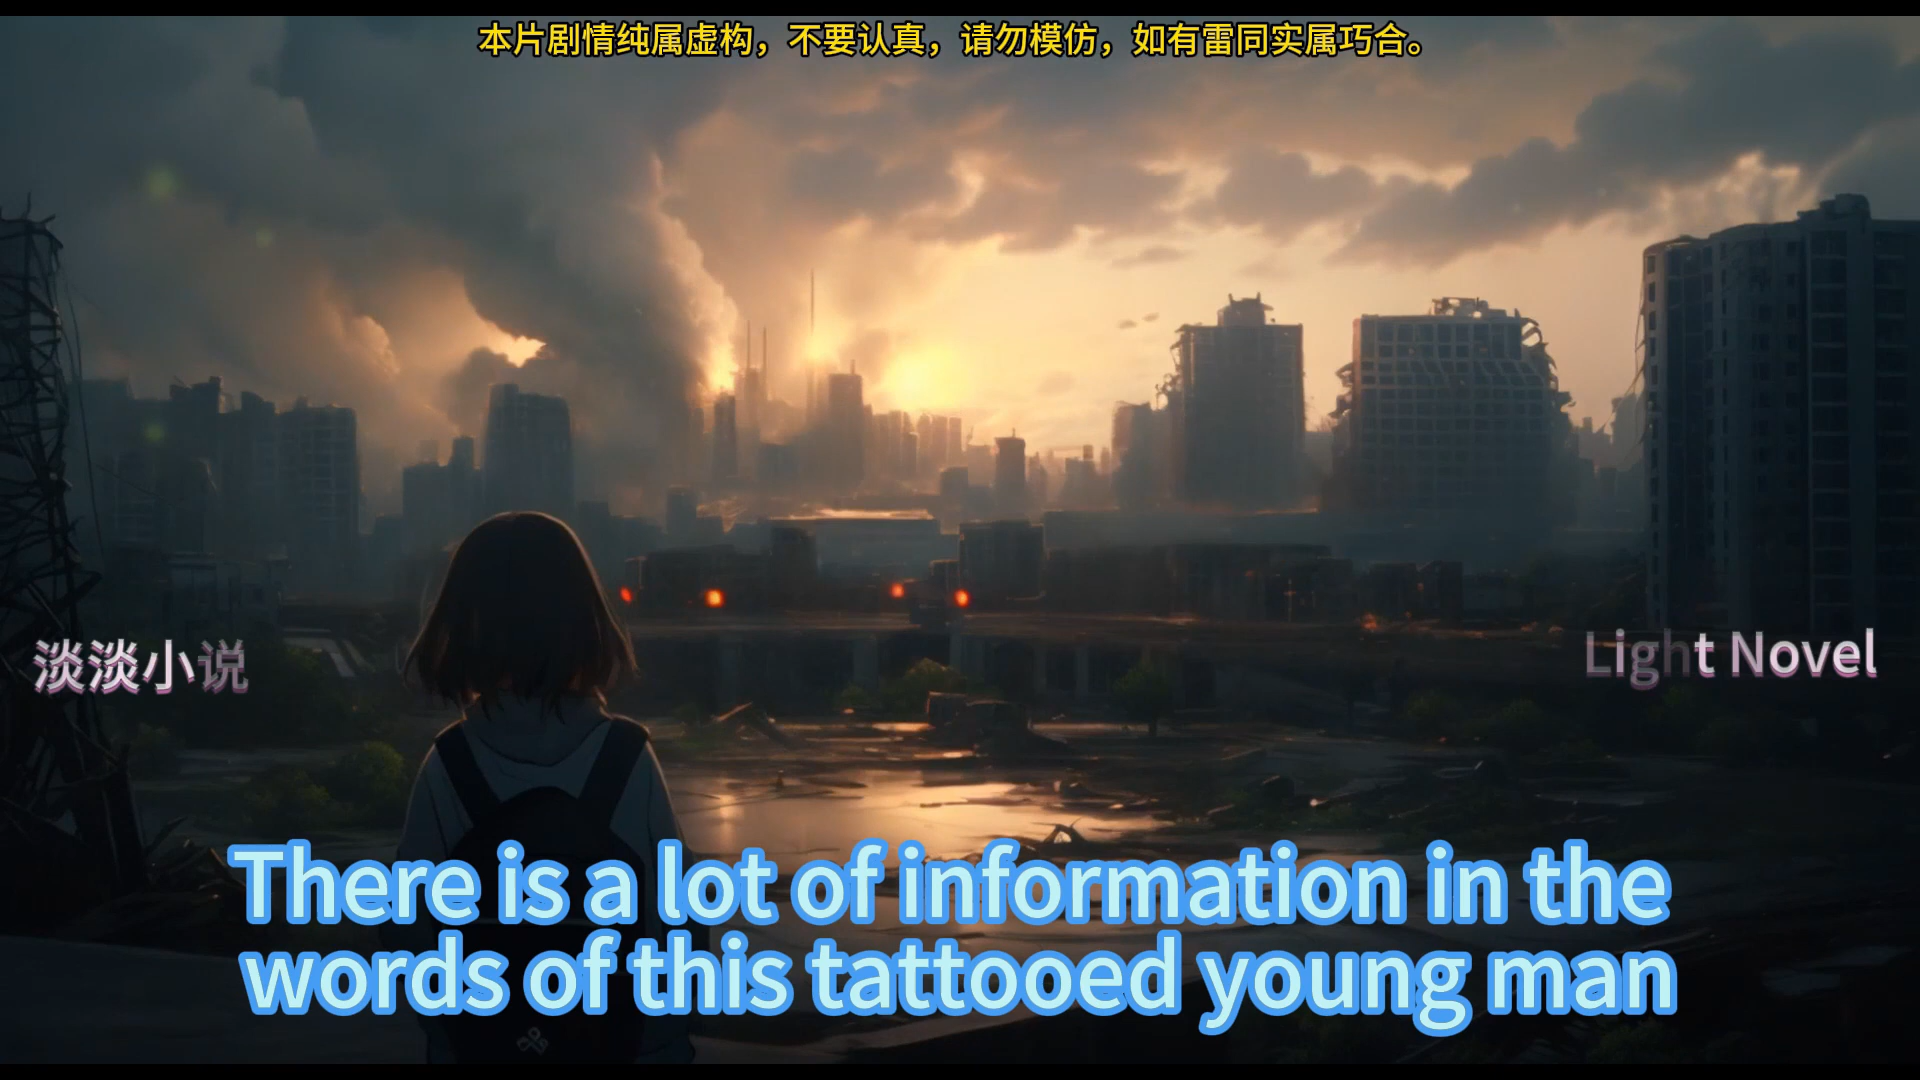 本片剧情纯属虚构，不要认真，请勿模仿，如有雷同实属巧合。
淡淡小说
Light Novel
There is a lot of information in the
words of this tattooed young man